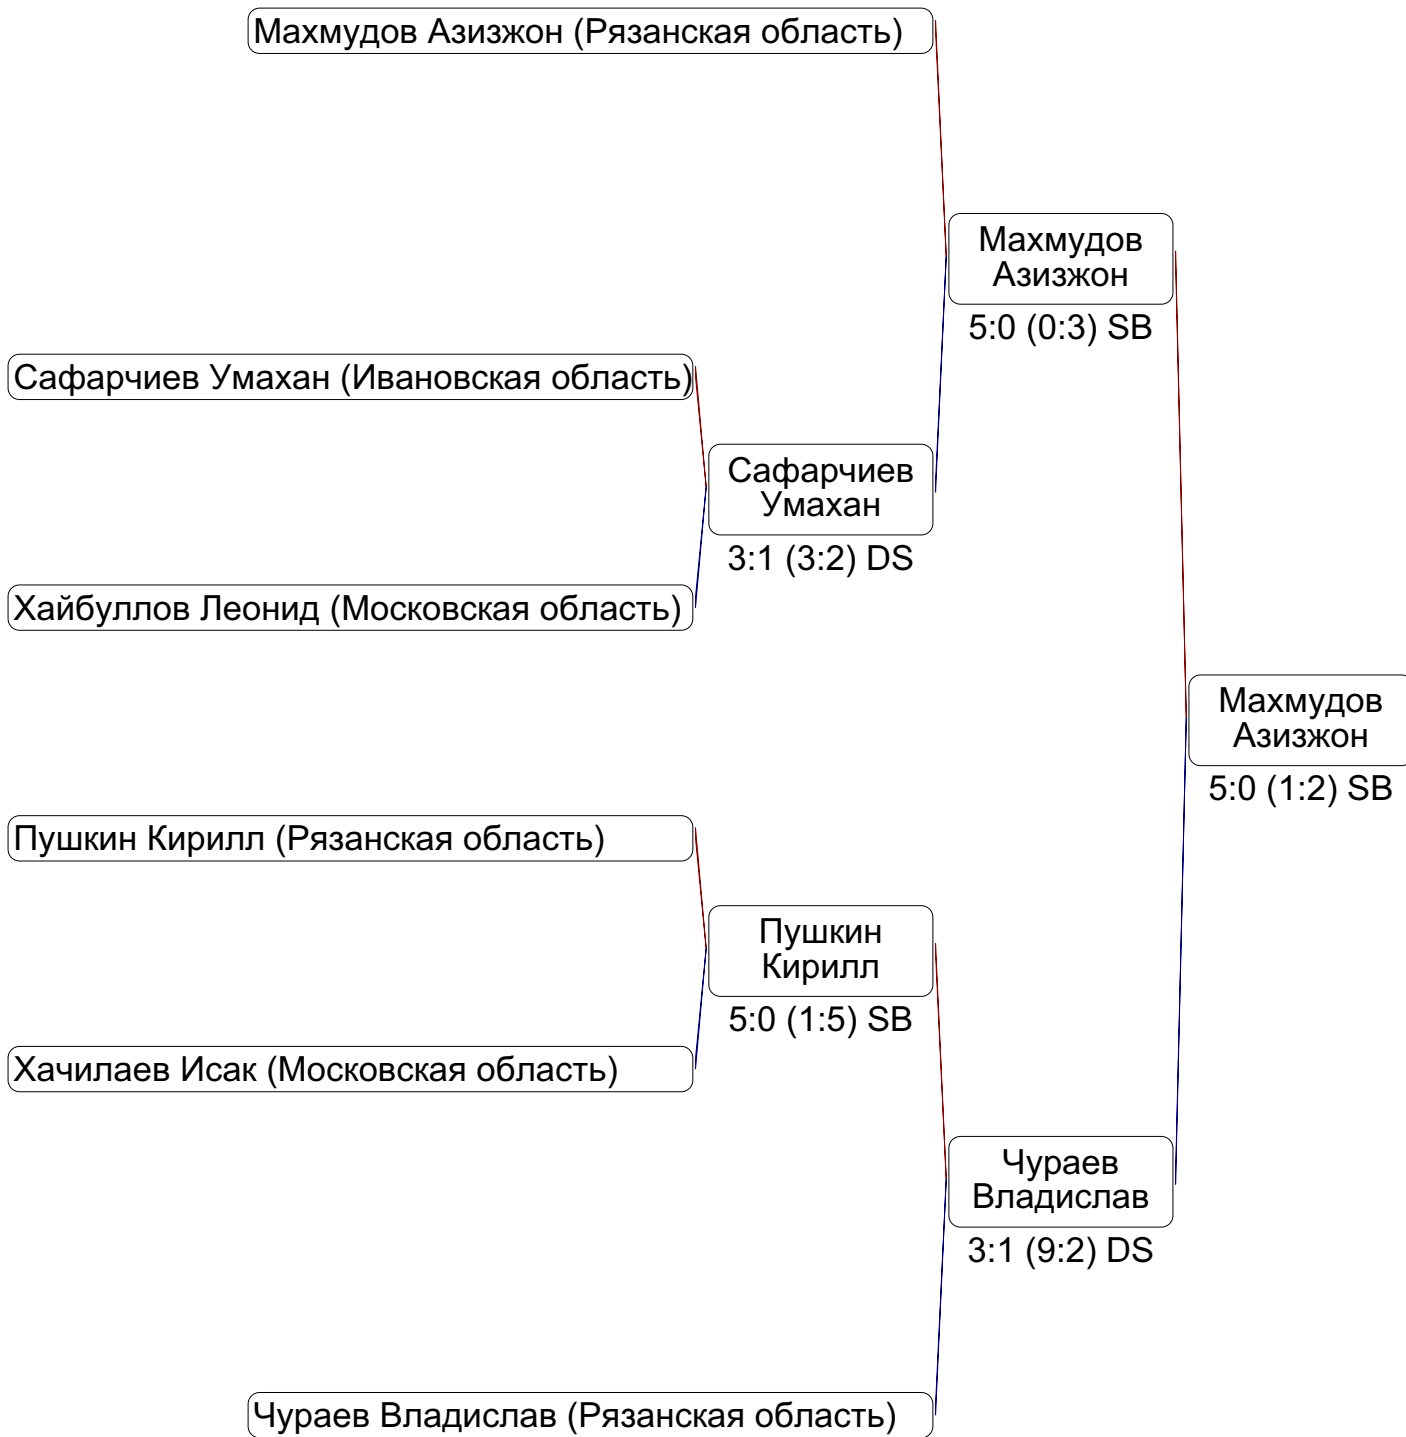 Махмудов Азизжон (Рязанская область)
Махмудов
Азизжон
5:0 (0:3) SB
Сафарчиев Умахан (Ивановская область)
Сафарчиев
Умахан
3:1 (3:2) DS
Хайбуллов Леонид (Московская область)
Махмудов
Азизжон
5:0 (1:2) SB
Пушкин Кирилл (Рязанская область)
Пушкин
Кирилл
5:0 (1:5) SB
Хачилаев Исак (Московская область)
Чураев
Владислав
3:1 (9:2) DS
Чураев Владислав (Рязанская область)